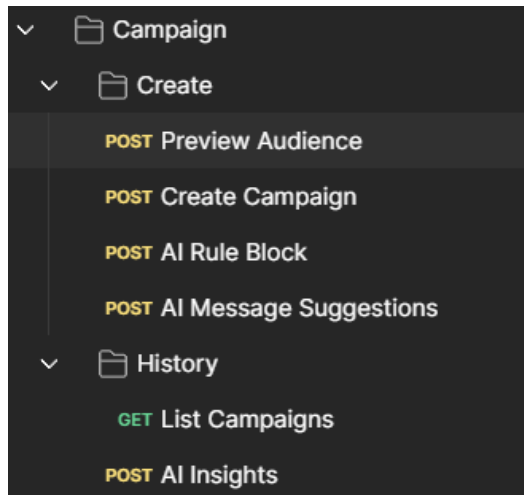 Campaign
Create
POST Preview Audience
POST Create Campaign
POST AI Rule Block
POST AI Message Suggestions
History
GET List Campaigns
POST AI Insights